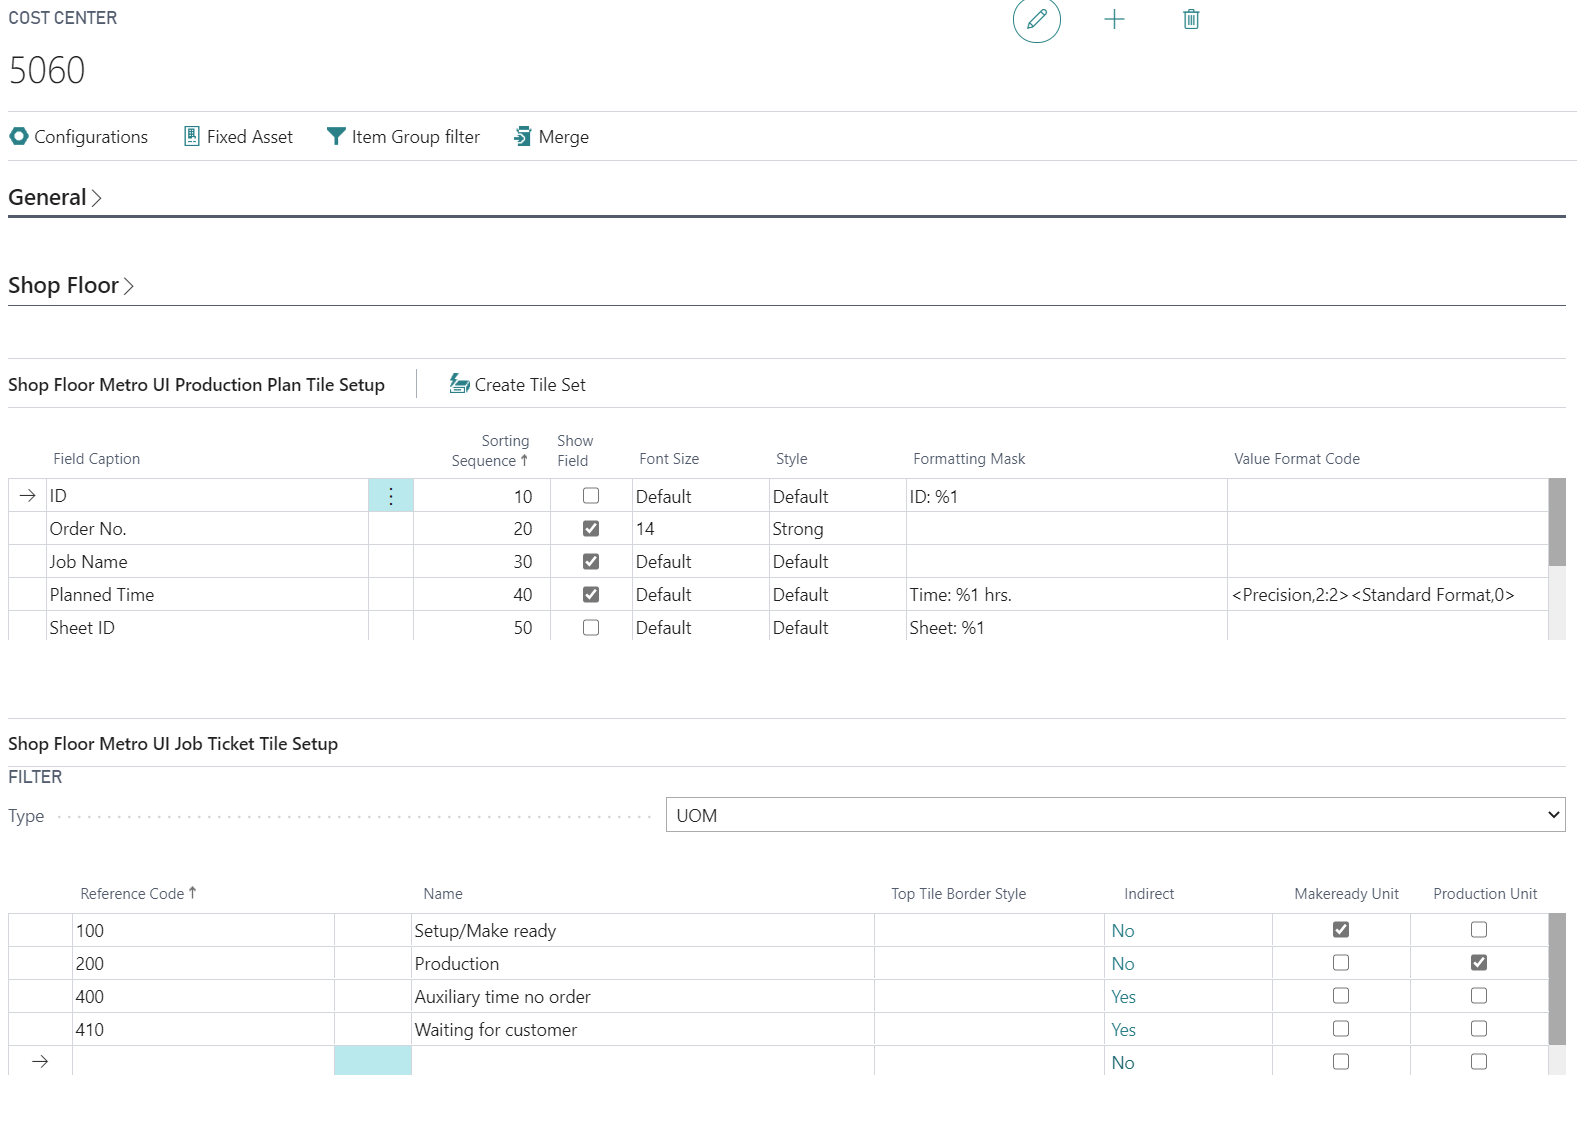 COST CENTER
5060
Configurations Fixed Asset Item Group filter Merge
General
Shop Floor
Shop Floor Metro UI Production Plan Tile Setup Create Tile Set
Field Caption Sorting Sequence Show Field Font Size Style Formatting Mask Value Format Code
ID 10 Default Default ID: %1
Order No. 20 14 Strong
Job Name 30 Default Default
Planned Time 40 Default Default Time: %1 hrs. <Precision,2:2><Standard Format,0>
Sheet ID 50 Default Default Sheet: %1
Shop Floor Metro UI Job Ticket Tile Setup
FILTER
Type UOM
Reference Code Name Top Tile Border Style Indirect Makeready Unit Production Unit
100 Setup/Make ready No
200 Production No
400 Auxiliary time no order Yes
410 Waiting for customer Yes
No